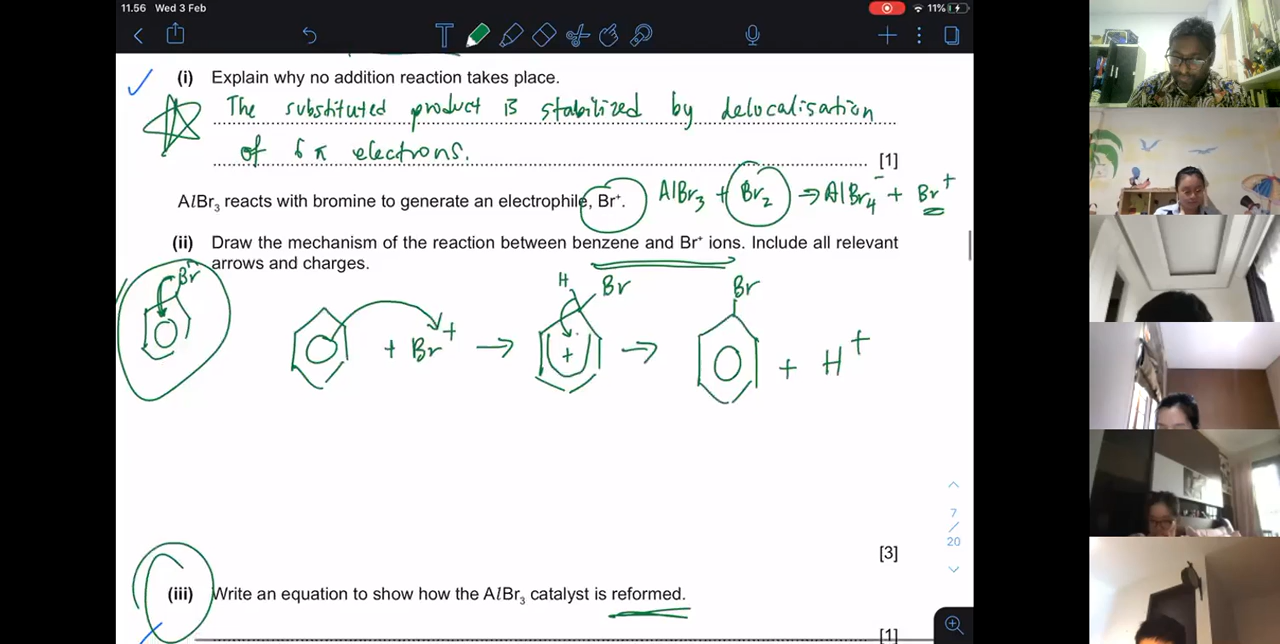 11.56 Wed 3 Feb
11%
(i) Explain why no addition reaction takes place.
The substituted product is stabilized by delocalisation
of 6 π electrons.
[1]
AlBr₃ reacts with bromine to generate an electrophile, Br⁺.
AlBr₃ + Br₂ → AlBr₄⁻ + Br⁺
(ii) Draw the mechanism of the reaction between benzene and Br⁺ ions. Include all relevant
arrows and charges.
Br
H Br Br
+ Br⁺ → + → + H⁺
7
/
20
[3]
(iii) Write an equation to show how the AlBr₃ catalyst is reformed.
[1]